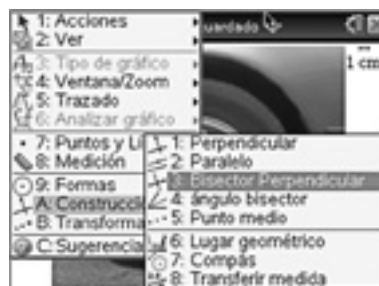 1: Acciones
2: Ver
3: Tipo de gráfico
4: Ventana/Zoom
5: Trazado
6: Analizar gráfico
7: Puntos y Lí
8: Medición
9: Formas
A: Construcci
B: Transforma
C: Sugerencia
uardado
1 cm
1: Perpendicular
2: Paralelo
3: Bisector Perpendicular
4: ángulo bisector
5: Punto medio
6: Lugar geométrico
7: Compás
8: Transferir medida